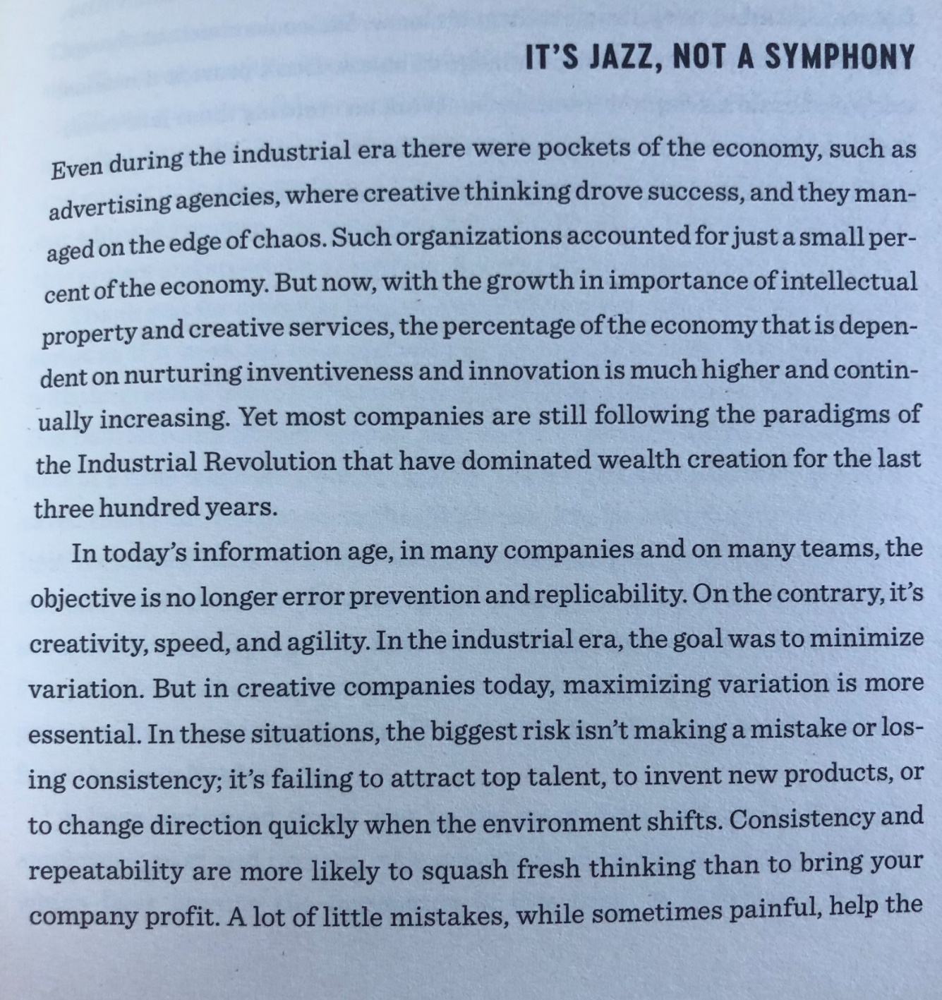 IT'S JAZZ, NOT A SYMPHONY
Even during the industrial era there were pockets of the economy, such as
advertising agencies, where creative thinking drove success, and they man-
aged on the edge of chaos. Such organizations accounted for just a small per-
cent of the economy. But now, with the growth in importance of intellectual
property and creative services, the percentage of the economy that is depen-
dent on nurturing inventiveness and innovation is much higher and contin-
ually increasing. Yet most companies are still following the paradigms of
the Industrial Revolution that have dominated wealth creation for the last
three hundred years.
In today's information age, in many companies and on many teams, the
objective is no longer error prevention and replicability. On the contrary, it's
creativity, speed, and agility. In the industrial era, the goal was to minimize
variation. But in creative companies today, maximizing variation is more
essential. In these situations, the biggest risk isn't making a mistake or los-
ing consistency; it's failing to attract top talent, to invent new products, or
to change direction quickly when the environment shifts. Consistency and
repeatability are more likely to squash fresh thinking than to bring your
company profit. A lot of little mistakes, while sometimes painful, help the